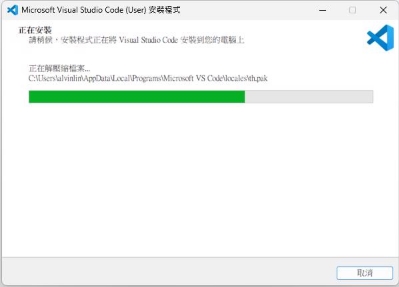 Microsoft Visual Studio Code (User) 安裝程式
正在安裝
請稍候，安裝程式正在將 Visual Studio Code 安裝到您的電腦上
正在解壓縮檔案...
C:\Users\alvinlin\AppData\Local\Programs\Microsoft VS Code\locales\th.pak
取消